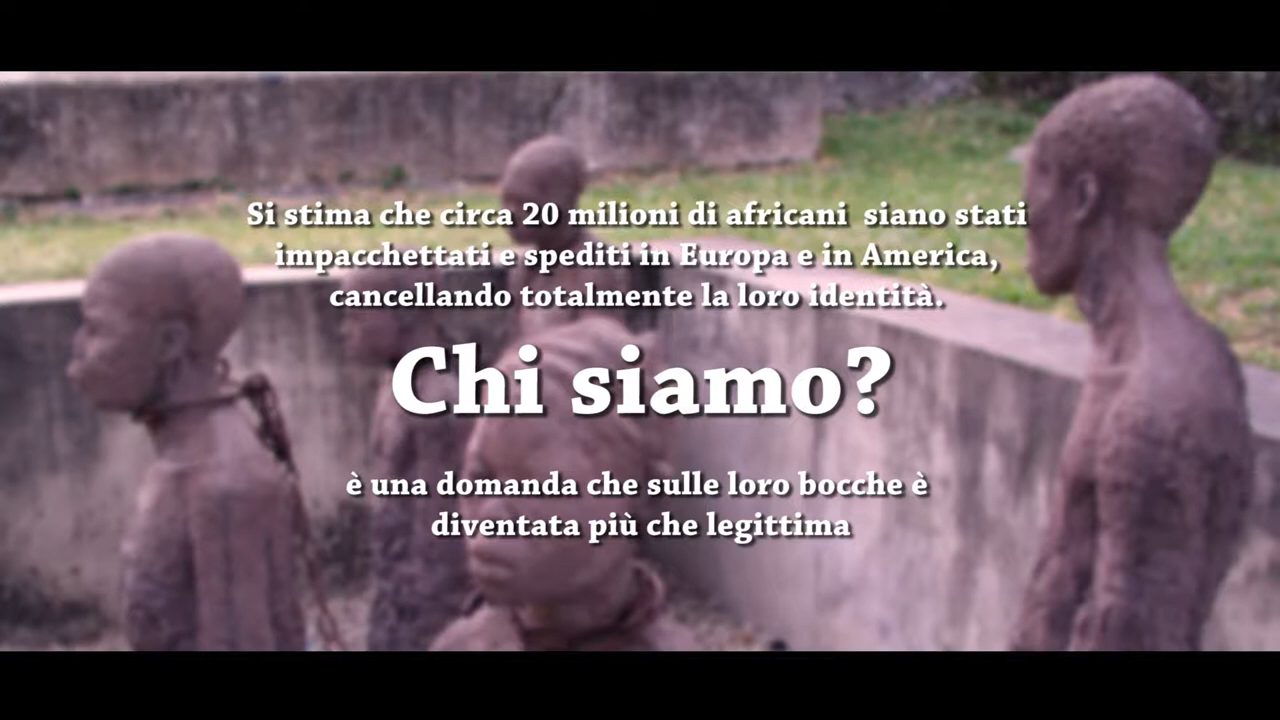 Si stima che circa 20 milioni di africani  siano stati
impacchettati e spediti in Europa e in America,
cancellando totalmente la loro identità.
Chi siamo?
è una domanda che sulle loro bocche è
diventata più che legittima